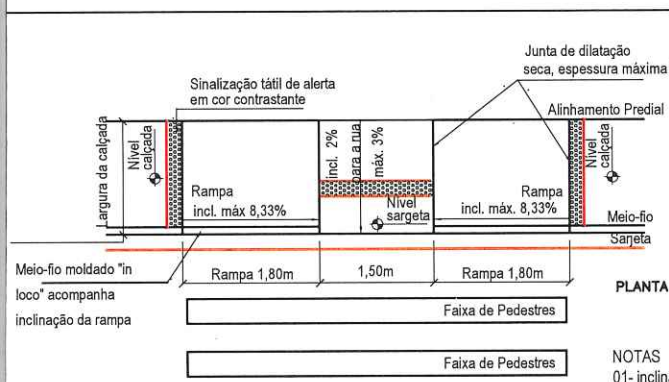 Junta de dilatação
seca, espessura máxima
Sinalização tátil de alerta
em cor contrastante
Alinhamento Predial
Largura da calçada
Nível
calçada
incl. 2%
para a rua
máx. 3%
Nível
calçada
Rampa
incl. máx 8,33%
Nível
sargeta
Rampa
incl. máx 8,33%
Meio-fio
Sarjeta
Meio-fio moldado "in
loco" acompanha
inclinação da rampa
Rampa 1,80m
1,50m
Rampa 1,80m
PLANTA
Faixa de Pedestres
Faixa de Pedestres
NOTAS